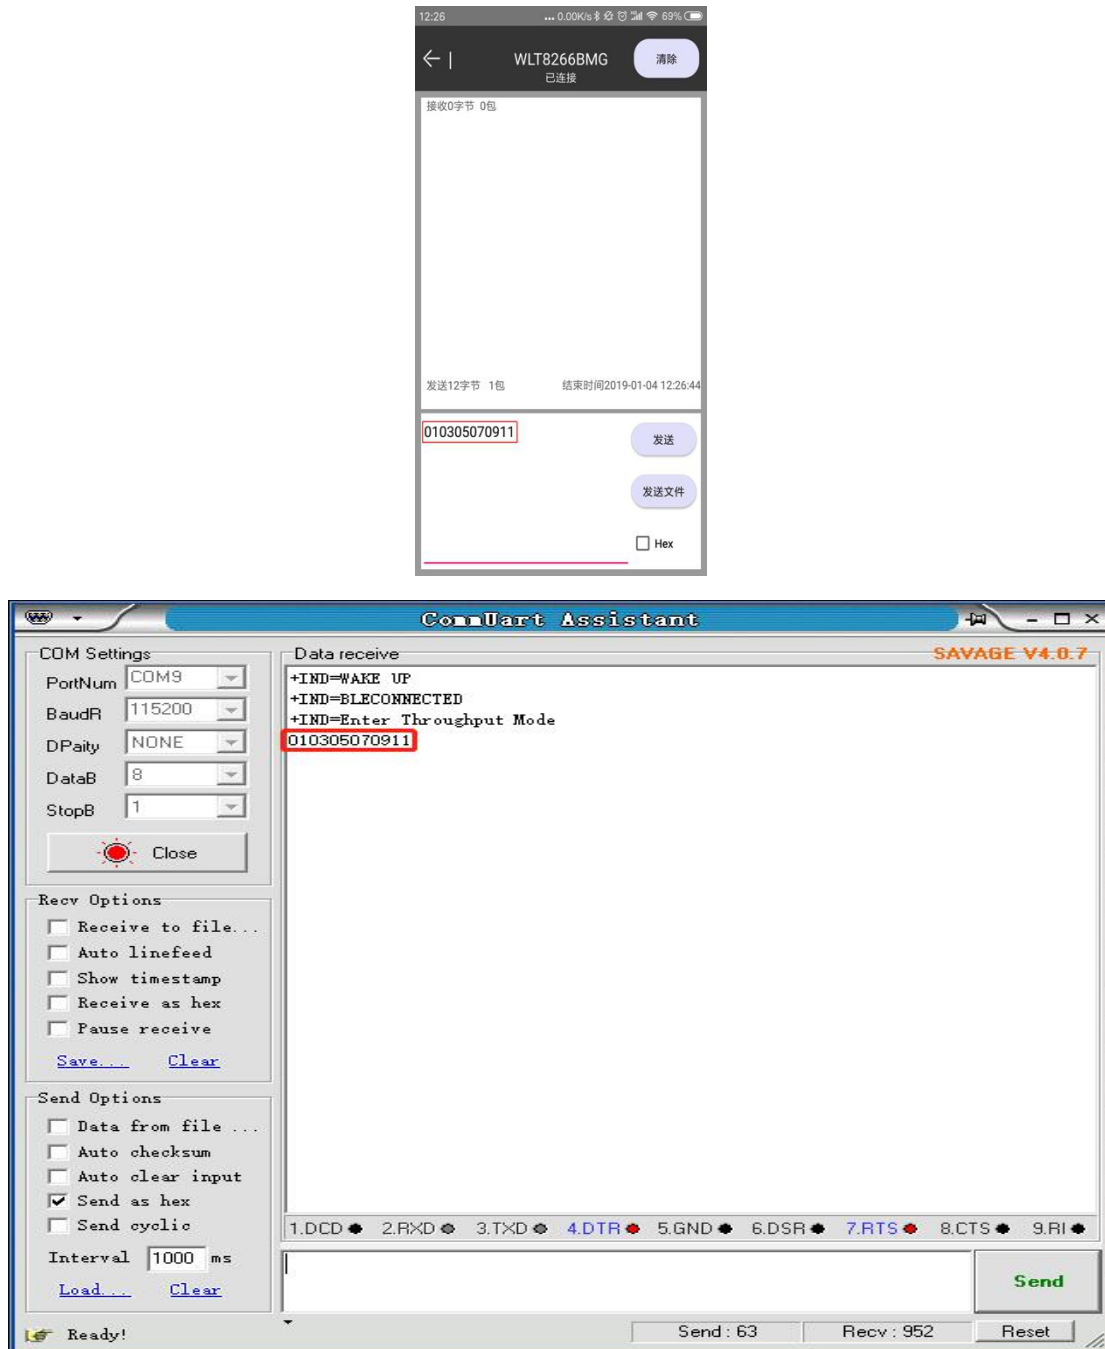 12:26 ... 0.00K/s 69%
WLT8266BMG
已连接
清除
接收0字节 0包
发送12字节 1包 结束时间2019-01-04 12:26:44
010305070911
发送
发送文件
Hex
CommUart Assistant
COM Settings
PortNum COM9
BaudR 115200
DPaity NONE
DataB 8
StopB 1
Close
Recv Options
Receive to file...
Auto linefeed
Show timestamp
Receive as hex
Pause receive
Save... Clear
Send Options
Data from file ...
Auto checksum
Auto clear input
Send as hex
Send cyclic
Interval 1000 ms
Load... Clear
Data receive
SAVAGE V4.0.7
+IND=WAKE UP
+IND=BLECONNECTED
+IND=Enter Throughput Mode
010305070911
1.DCD 2.RXD 3.TXD 4.DTR 5.GND 6.DSR 7.RTS 8.CTS 9.RI
Send
Ready!
Send : 63 Recv : 952 Reset